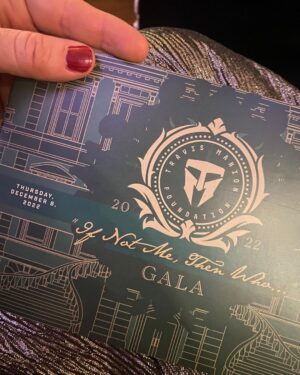 TRAVIS MANION
FOUNDATION
THURSDAY,
DECEMBER 8,
2022
20
22
"If Not Me, Then Who...
GALA